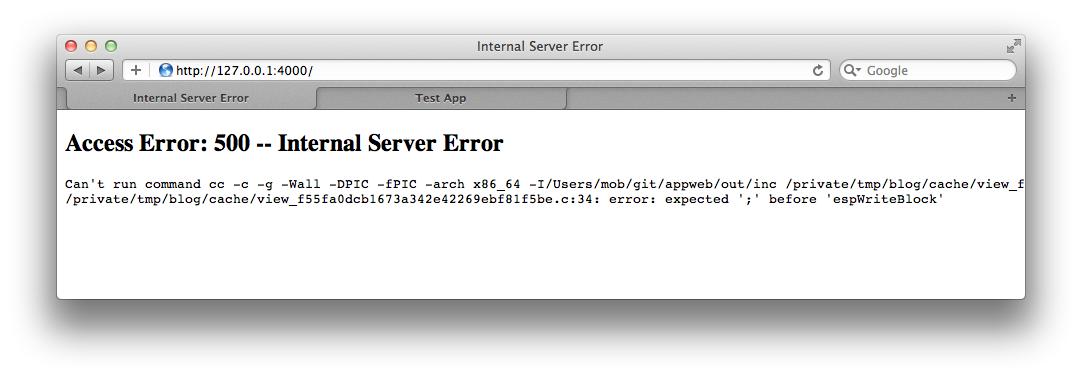 Internal Server Error
http://127.0.0.1:4000/
Google
Internal Server Error
Test App
Access Error: 500 -- Internal Server Error
Can't run command cc -c -g -Wall -DPIC -fPIC -arch x86_64 -I/Users/mob/git/appweb/out/inc /private/tmp/blog/cache/view_f
/private/tmp/blog/cache/view_f55fa0dcb1673a342e42269ebf81f5be.c:34: error: expected ';' before 'espWriteBlock'